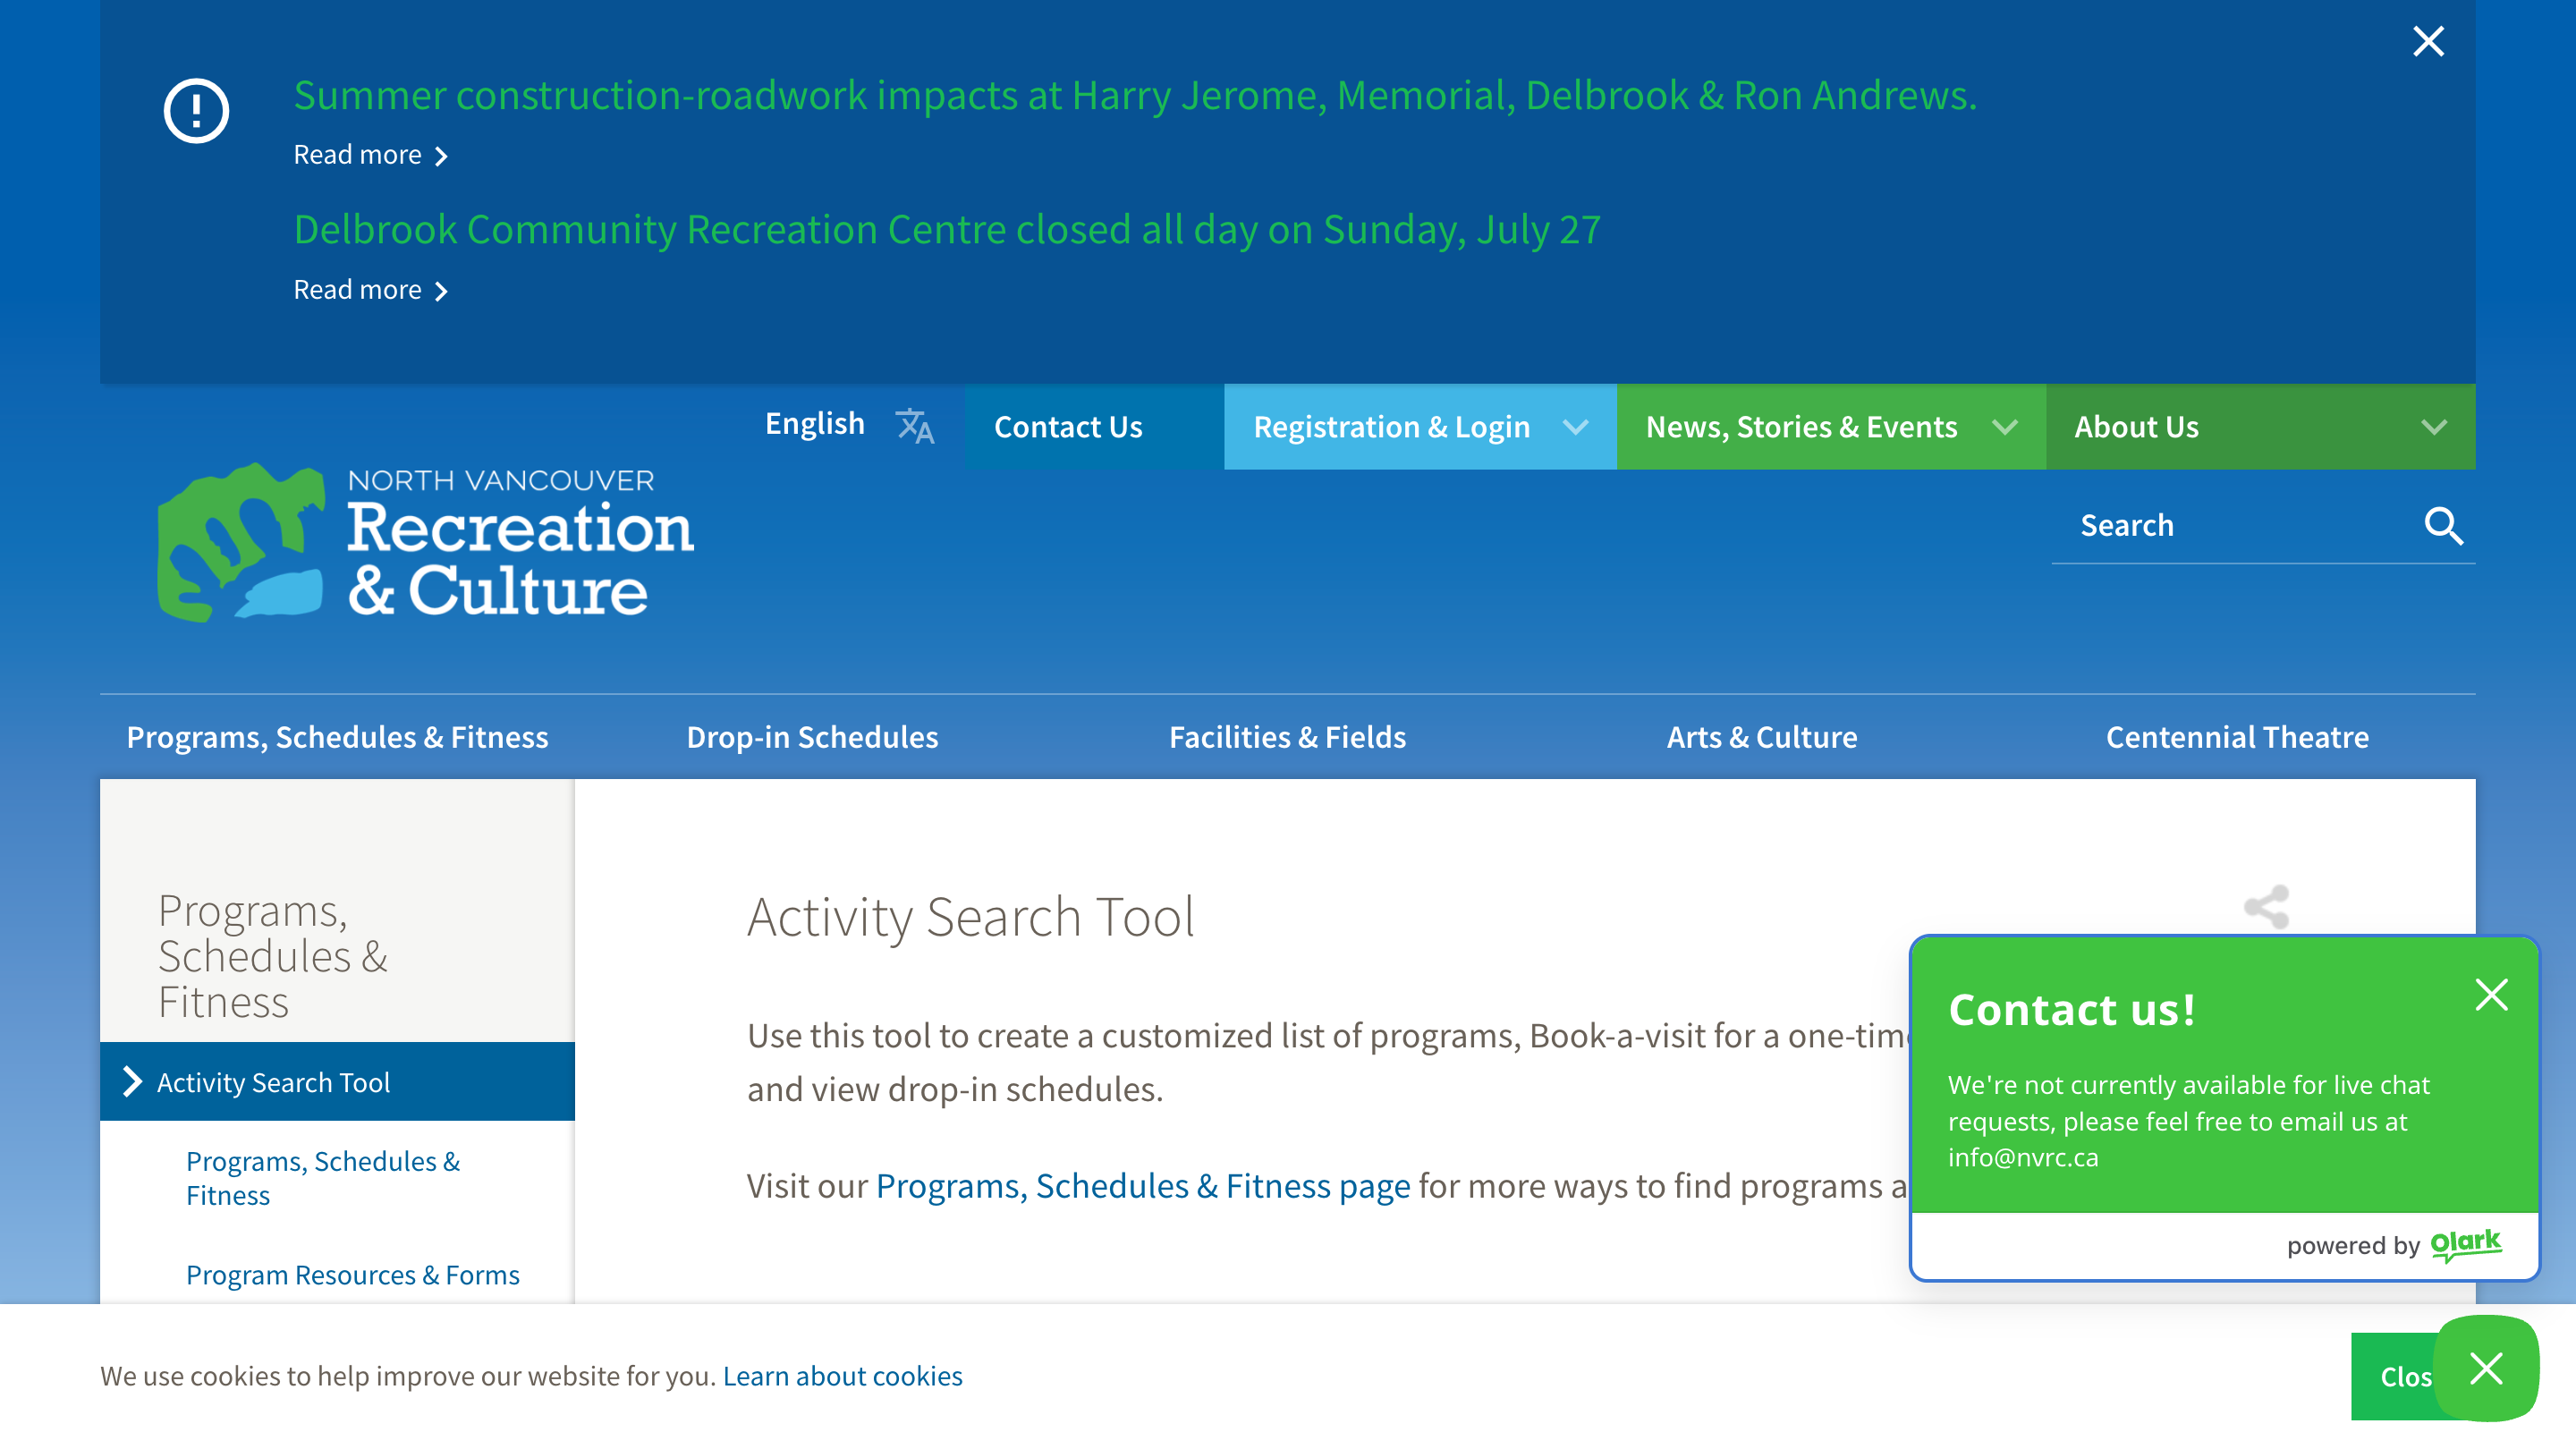 Summer construction-roadwork impacts at Harry Jerome, Memorial, Delbrook & Ron Andrews.
Read more
Delbrook Community Recreation Centre closed all day on Sunday, July 27
Read more
English
Contact Us
Registration & Login
News, Stories & Events
About Us
NORTH VANCOUVER
Recreation
& Culture
Search
Programs, Schedules & Fitness
Drop-in Schedules
Facilities & Fields
Arts & Culture
Centennial Theatre
Programs,
Schedules &
Fitness
Activity Search Tool
Programs, Schedules &
Fitness
Program Resources & Forms
Activity Search Tool
Use this tool to create a customized list of programs, Book-a-visit for a one-tim
and view drop-in schedules.
Visit our Programs, Schedules & Fitness page for more ways to find programs a
Contact us!
We're not currently available for live chat
requests, please feel free to email us at
info@nvrc.ca
powered by Olark
We use cookies to help improve our website for you. Learn about cookies
Clos